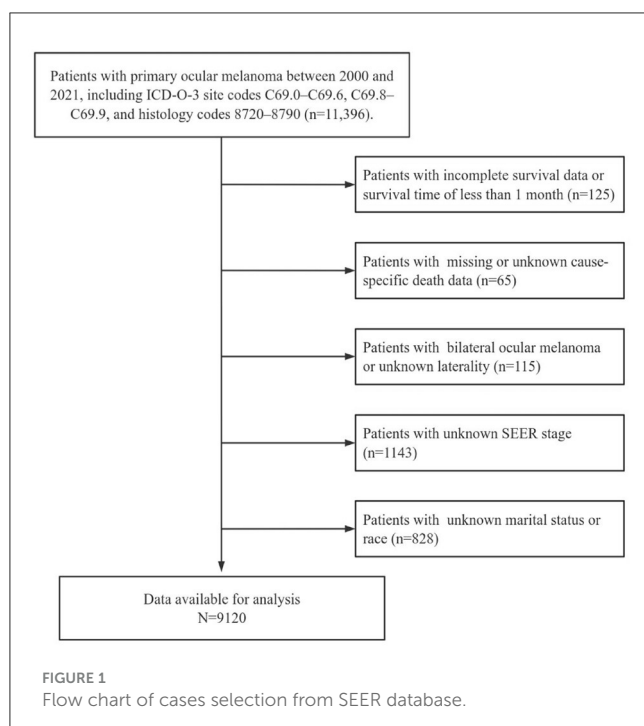 Patients with primary ocular melanoma between 2000 and
2021, including ICD-O-3 site codes C69.0–C69.6, C69.8–
C69.9, and histology codes 8720–8790 (n=11,396).
Patients with incomplete survival data or
survival time of less than 1 month (n=125)
Patients with missing or unknown cause-
specific death data (n=65)
Patients with bilateral ocular melanoma
or unknown laterality (n=115)
Patients with unknown SEER stage
(n=1143)
Patients with unknown marital status or
race (n=828)
Data available for analysis
N=9120
FIGURE 1
Flow chart of cases selection from SEER database.